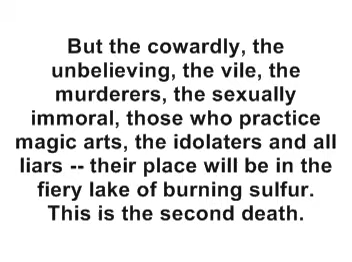 But the cowardly, the
unbelieving, the vile, the
murderers, the sexually
immoral, those who practice
magic arts, the idolaters and all
liars -- their place will be in the
fiery lake of burning sulfur.
This is the second death.